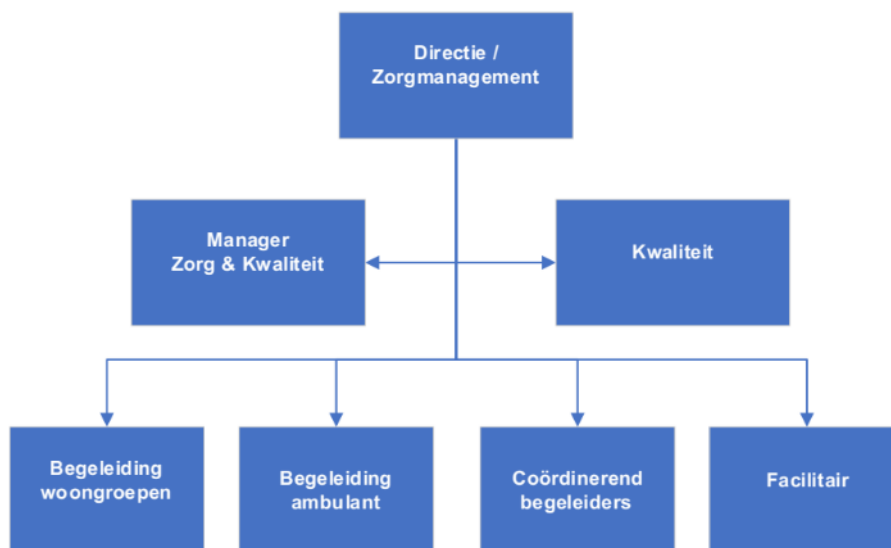 Directie /
Zorgmanagement
Manager
Zorg & Kwaliteit
Kwaliteit
Begeleiding
woongroepen
Begeleiding
ambulant
Coördinerend
begeleiders
Facilitair